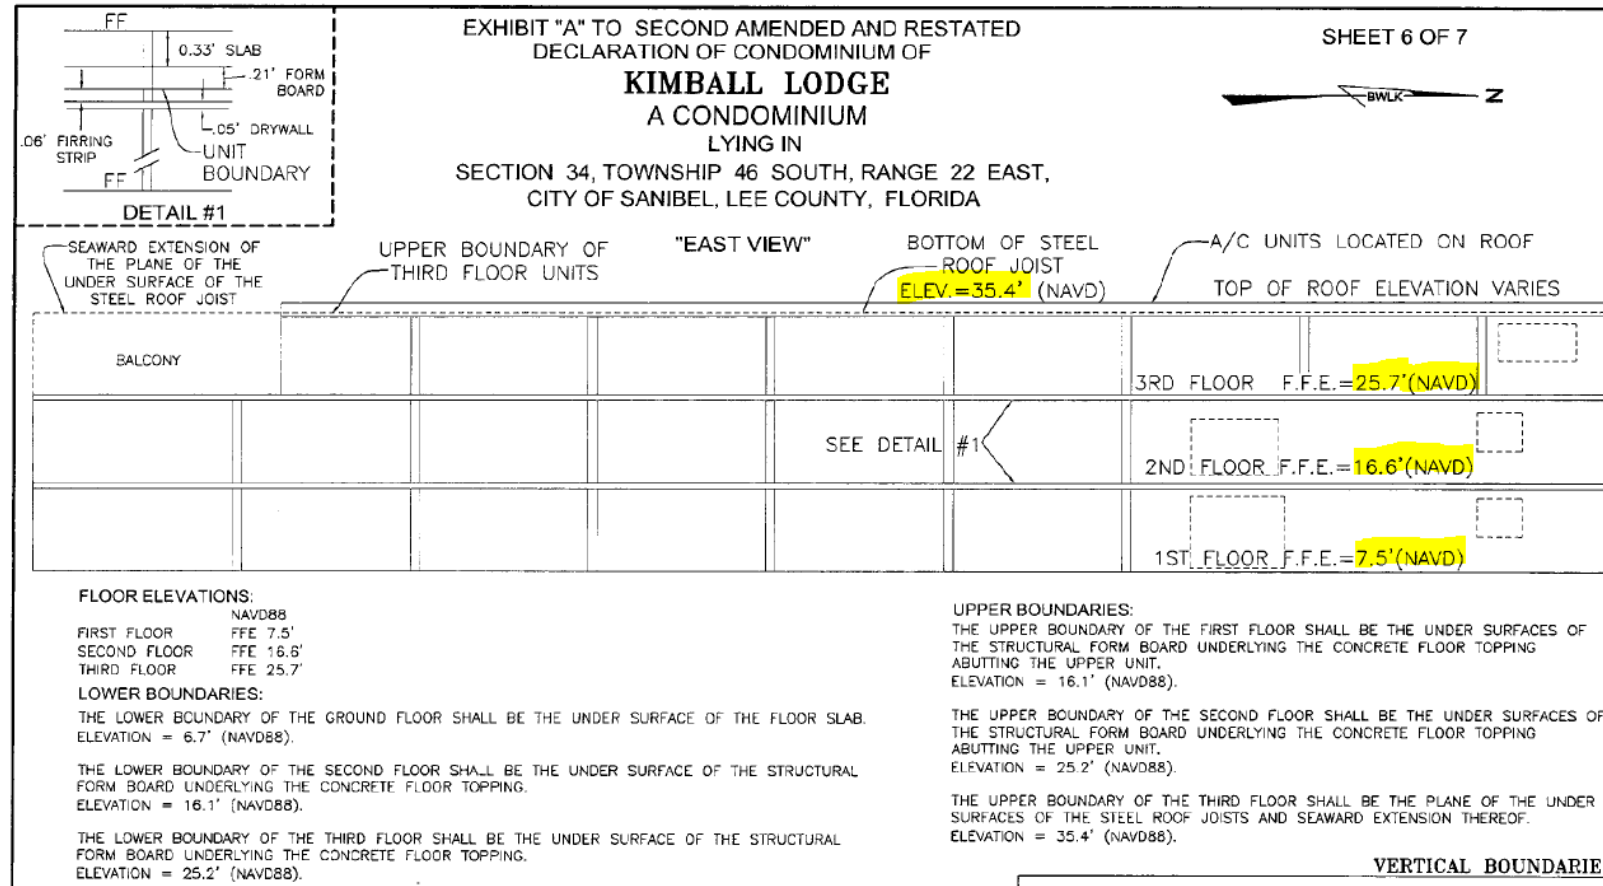 FF
0.33' SLAB
.21' FORM
BOARD
.05' DRYWALL
.06' FIRRING
STRIP
UNIT
BOUNDARY
FF
DETAIL #1
EXHIBIT "A" TO SECOND AMENDED AND RESTATED
DECLARATION OF CONDOMINIUM OF
KIMBALL LODGE
A CONDOMINIUM
LYING IN
SECTION 34, TOWNSHIP 46 SOUTH, RANGE 22 EAST,
CITY OF SANIBEL, LEE COUNTY, FLORIDA
SHEET 6 OF 7
BWLK
N
SEAWARD EXTENSION OF
THE PLANE OF THE
UNDER SURFACE OF THE
STEEL ROOF JOIST
UPPER BOUNDARY OF
THIRD FLOOR UNITS
"EAST VIEW"
BOTTOM OF STEEL
ROOF JOIST
ELEV.=35.4' (NAVD)
A/C UNITS LOCATED ON ROOF
TOP OF ROOF ELEVATION VARIES
BALCONY
3RD FLOOR F.F.E.=25.7'(NAVD)
SEE DETAIL #1
2ND FLOOR F.F.E.=16.6'(NAVD)
1ST FLOOR F.F.E.=7.5'(NAVD)
FLOOR ELEVATIONS:
NAVD88
FIRST FLOOR FFE 7.5'
SECOND FLOOR FFE 16.6'
THIRD FLOOR FFE 25.7'
LOWER BOUNDARIES:
THE LOWER BOUNDARY OF THE GROUND FLOOR SHALL BE THE UNDER SURFACE OF THE FLOOR SLAB.
ELEVATION = 6.7' (NAVD88).
THE LOWER BOUNDARY OF THE SECOND FLOOR SHALL BE THE UNDER SURFACE OF THE STRUCTURAL
FORM BOARD UNDERLYING THE CONCRETE FLOOR TOPPING.
ELEVATION = 16.1' (NAVD88).
THE LOWER BOUNDARY OF THE THIRD FLOOR SHALL BE THE UNDER SURFACE OF THE STRUCTURAL
FORM BOARD UNDERLYING THE CONCRETE FLOOR TOPPING.
ELEVATION = 25.2' (NAVD88).
UPPER BOUNDARIES:
THE UPPER BOUNDARY OF THE FIRST FLOOR SHALL BE THE UNDER SURFACES OF
THE STRUCTURAL FORM BOARD UNDERLYING THE CONCRETE FLOOR TOPPING
ABUTTING THE UPPER UNIT.
ELEVATION = 16.1' (NAVD88).
THE UPPER BOUNDARY OF THE SECOND FLOOR SHALL BE THE UNDER SURFACES OF
THE STRUCTURAL FORM BOARD UNDERLYING THE CONCRETE FLOOR TOPPING
ABUTTING THE UPPER UNIT.
ELEVATION = 25.2' (NAVD88).
THE UPPER BOUNDARY OF THE THIRD FLOOR SHALL BE THE PLANE OF THE UNDER
SURFACES OF THE STEEL ROOF JOISTS AND SEAWARD EXTENSION THEREOF.
ELEVATION = 35.4' (NAVD88).
VERTICAL BOUNDARIE